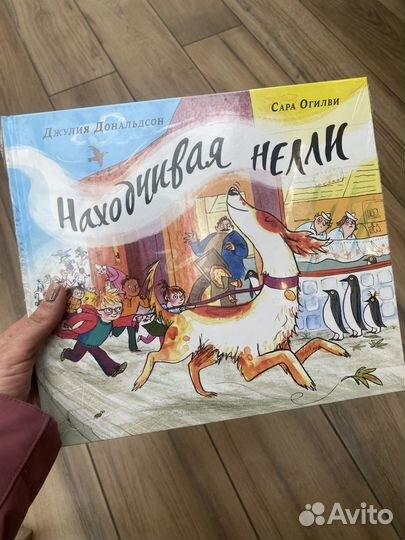 Джулия Дональдсон
Сара Огилви
Находчивая НЕЛЛИ
Avito